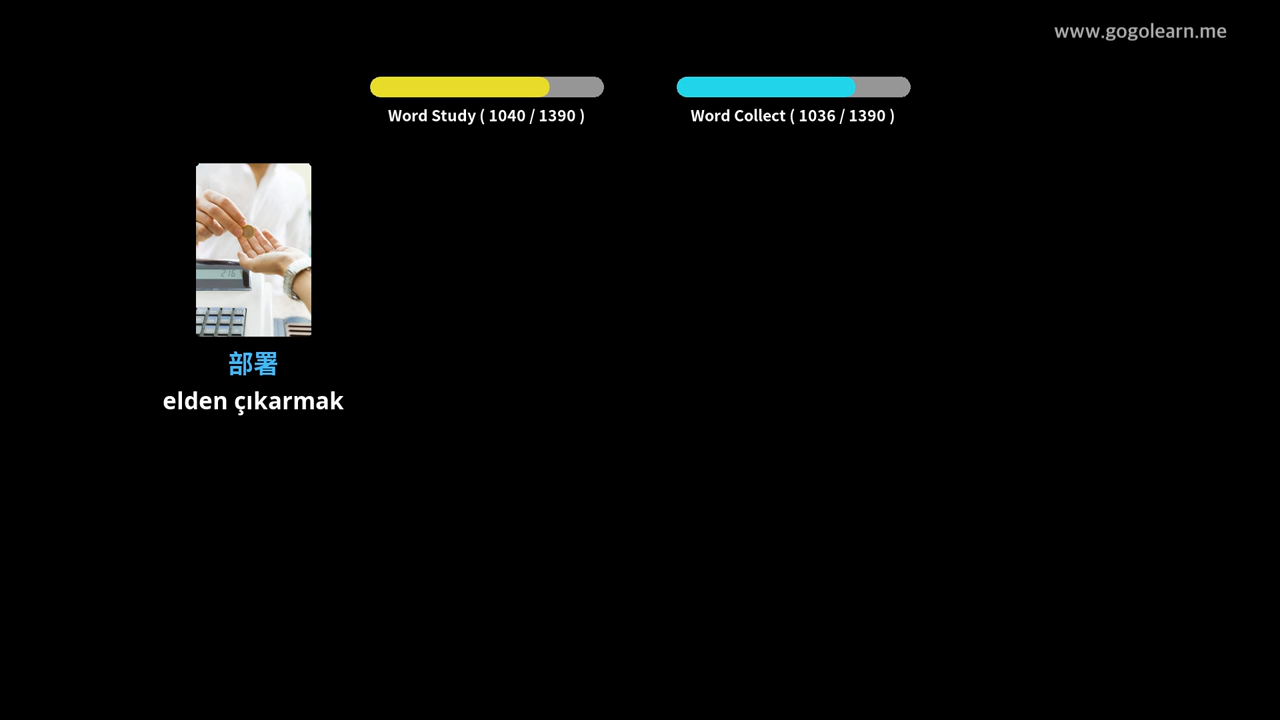 www.gogolearn.me
Word Study ( 1040 / 1390 )
Word Collect ( 1036 / 1390 )
部署
elden çıkarmak